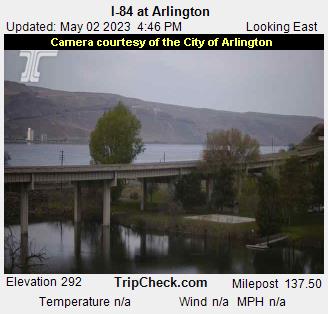 I-84 at Arlington
Updated: May 02 2023 4:46 PM Looking East
Camera courtesy of the City of Arlington
Elevation 292 TripCheck.com Milepost 137.50
Temperature n/a Wind n/a MPH n/a